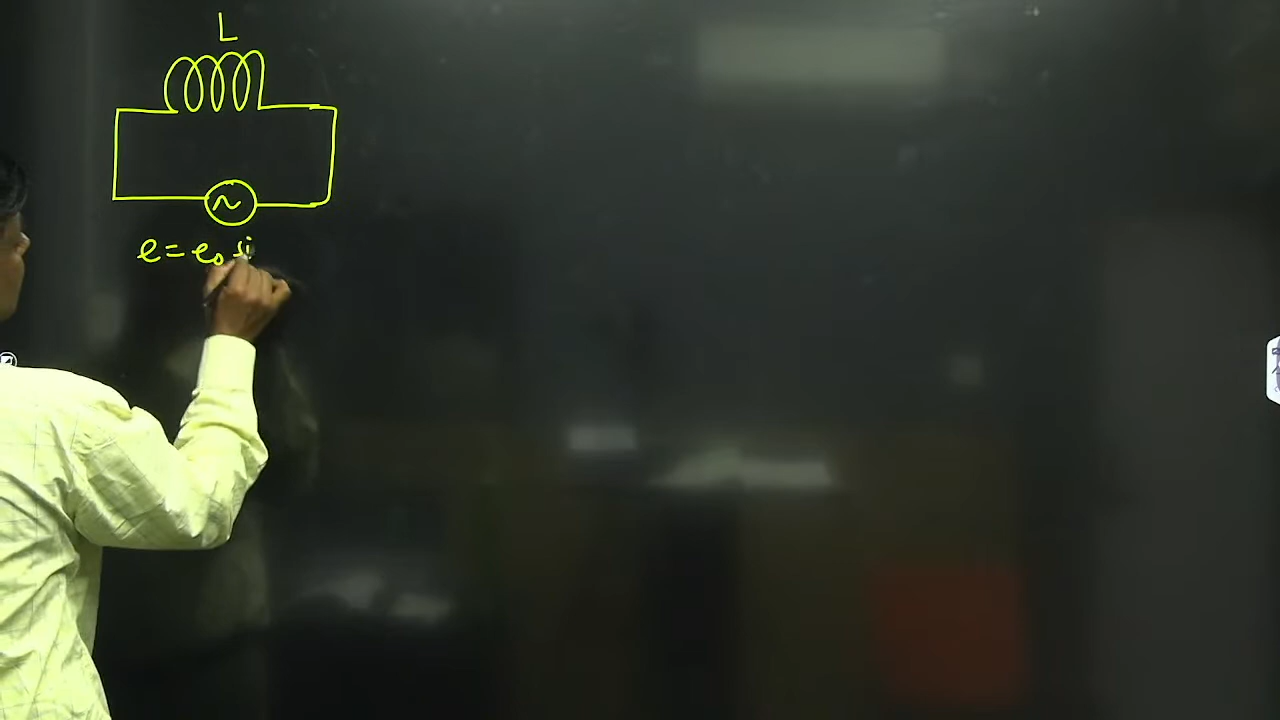 L
e = e₀ si